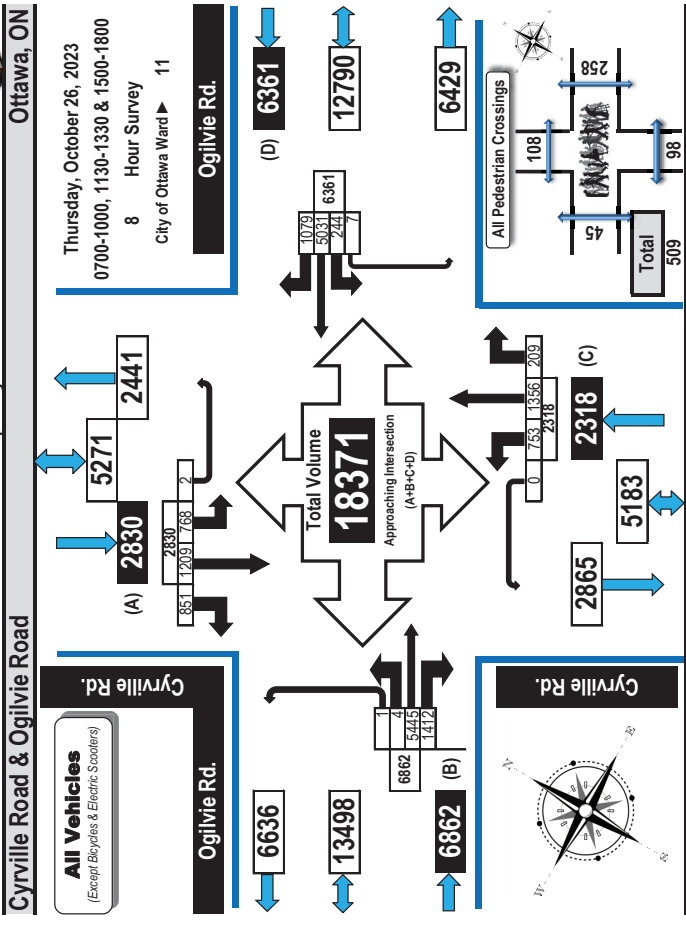 Cyrville Road & Ogilvie Road
Ottawa, ON
All Vehicles
(Except Bicycles & Electric Scooters)
Cyrville Rd.
Ogilvie Rd.
Thursday, October 26, 2023
0700-1000, 1130-1330 & 1500-1800
8 Hour Survey
City of Ottawa Ward ► 11
Ogilvie Rd.
5271
(A)
2830
2441
2830
851
1209
768
2
6636
13498
6862
(B)
6862
1
4
5445
1412
Total Volume
18371
Approaching Intersection
(A+B+C+D)
1079
5031
244
7
6361
(D)
6361
12790
6429
0
753
1356
209
2318
2318
(C)
2865
5183
Cyrville Rd.
N
E
S
W
All Pedestrian Crossings
108
258
45
98
Total
509